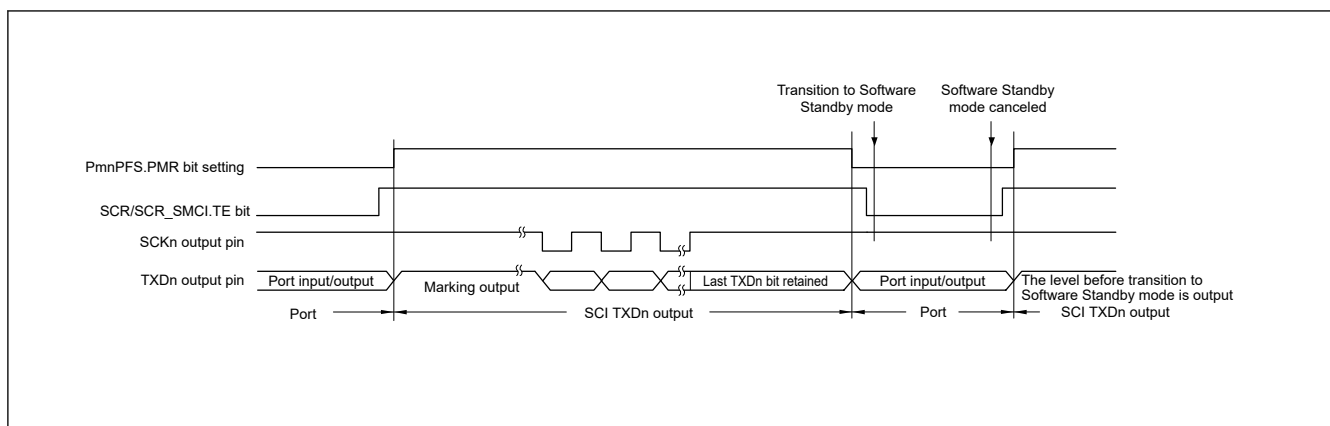 Transition to Software
Standby mode
Software Standby
mode canceled
PmnPFS.PMR bit setting
SCR/SCR_SMCI.TE bit
SCKn output pin
TXDn output pin
Port input/output
Marking output
Last TXDn bit retained
Port input/output
The level before transition to
Software Standby mode is output
Port
SCI TXDn output
Port
SCI TXDn output